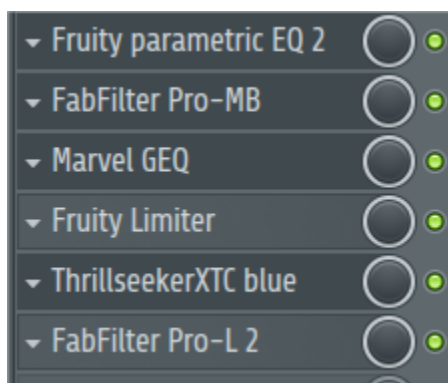 Fruity parametric EQ 2
FabFilter Pro-MB
Marvel GEQ
Fruity Limiter
ThrillseekerXTC blue
FabFilter Pro-L 2